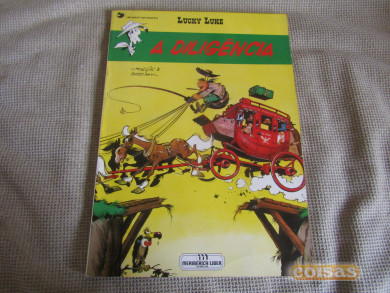 LUCKY LUKE
A DILIGÊNCIA
MERIBÉRICA LIBER
coisas